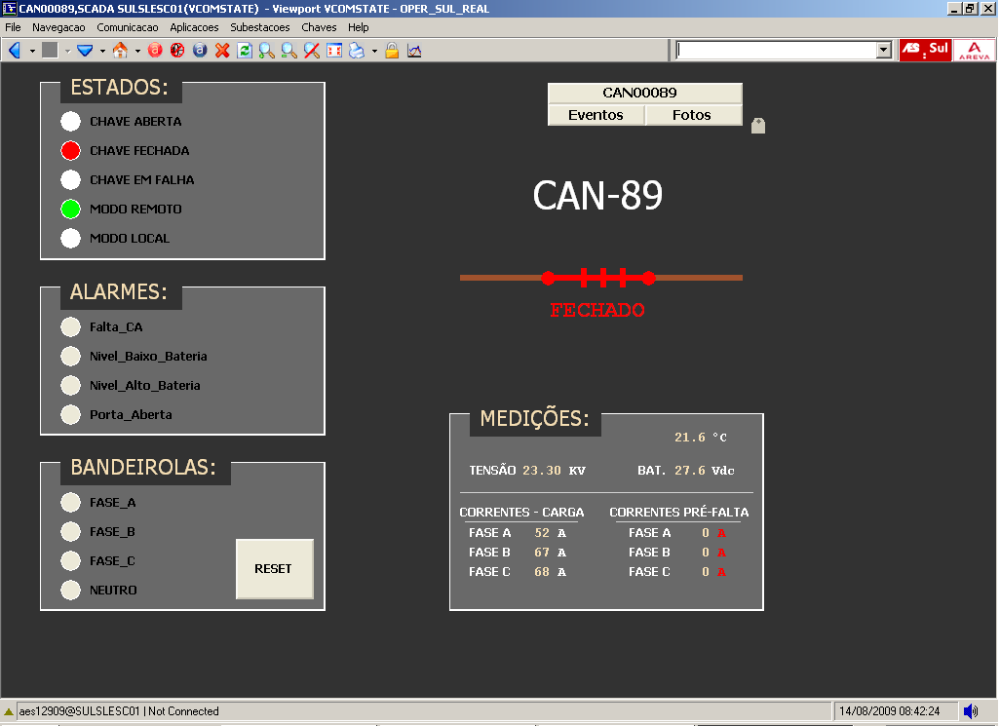 CAN00089,SCADA SULSLESC01(VCOMSTATE) - Viewport VCOMSTATE - OPER_SUL_REAL
File Navegacao Comunicacao Aplicacoes Subestacoes Chaves Help
AES Sul AREVA
ESTADOS:
CHAVE ABERTA
CHAVE FECHADA
CHAVE EM FALHA
MODO REMOTO
MODO LOCAL
ALARMES:
Falta_CA
Nivel_Baixo_Bateria
Nivel_Alto_Bateria
Porta_Aberta
BANDEIROLAS:
FASE_A
FASE_B
FASE_C
NEUTRO
RESET
CAN00089
Eventos Fotos
CAN-89
FECHADO
MEDIÇÕES:
21.6 °C
TENSÃO 23.30 KV BAT. 27.6 Vdc
CORRENTES - CARGA CORRENTES PRÉ-FALTA
FASE A 52 A FASE A 0 A
FASE B 67 A FASE B 0 A
FASE C 68 A FASE C 0 A
aes12909@SULSLESC01 | Not Connected 14/08/2009 08:42:24